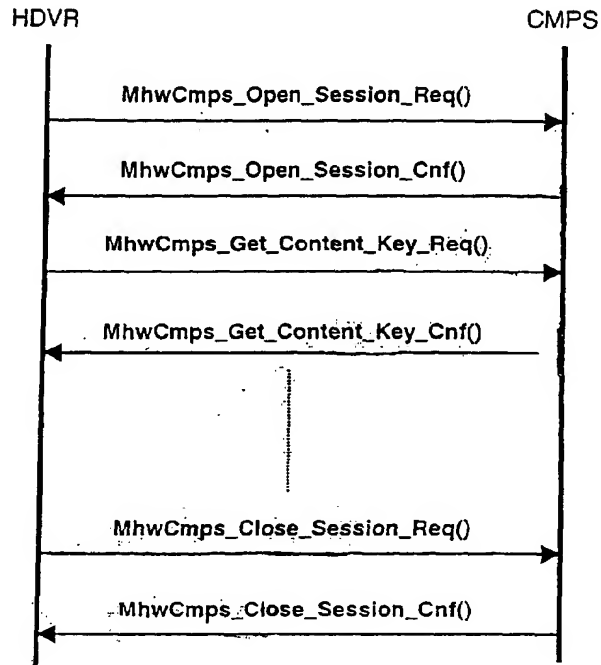 HDVR CMPS
MhwCmps_Open_Session_Req()
MhwCmps_Open_Session_Cnf()
MhwCmps_Get_Content_Key_Req()
MhwCmps_Get_Content_Key_Cnf()
MhwCmps_Close_Session_Req()
MhwCmps_Close_Session_Cnf()